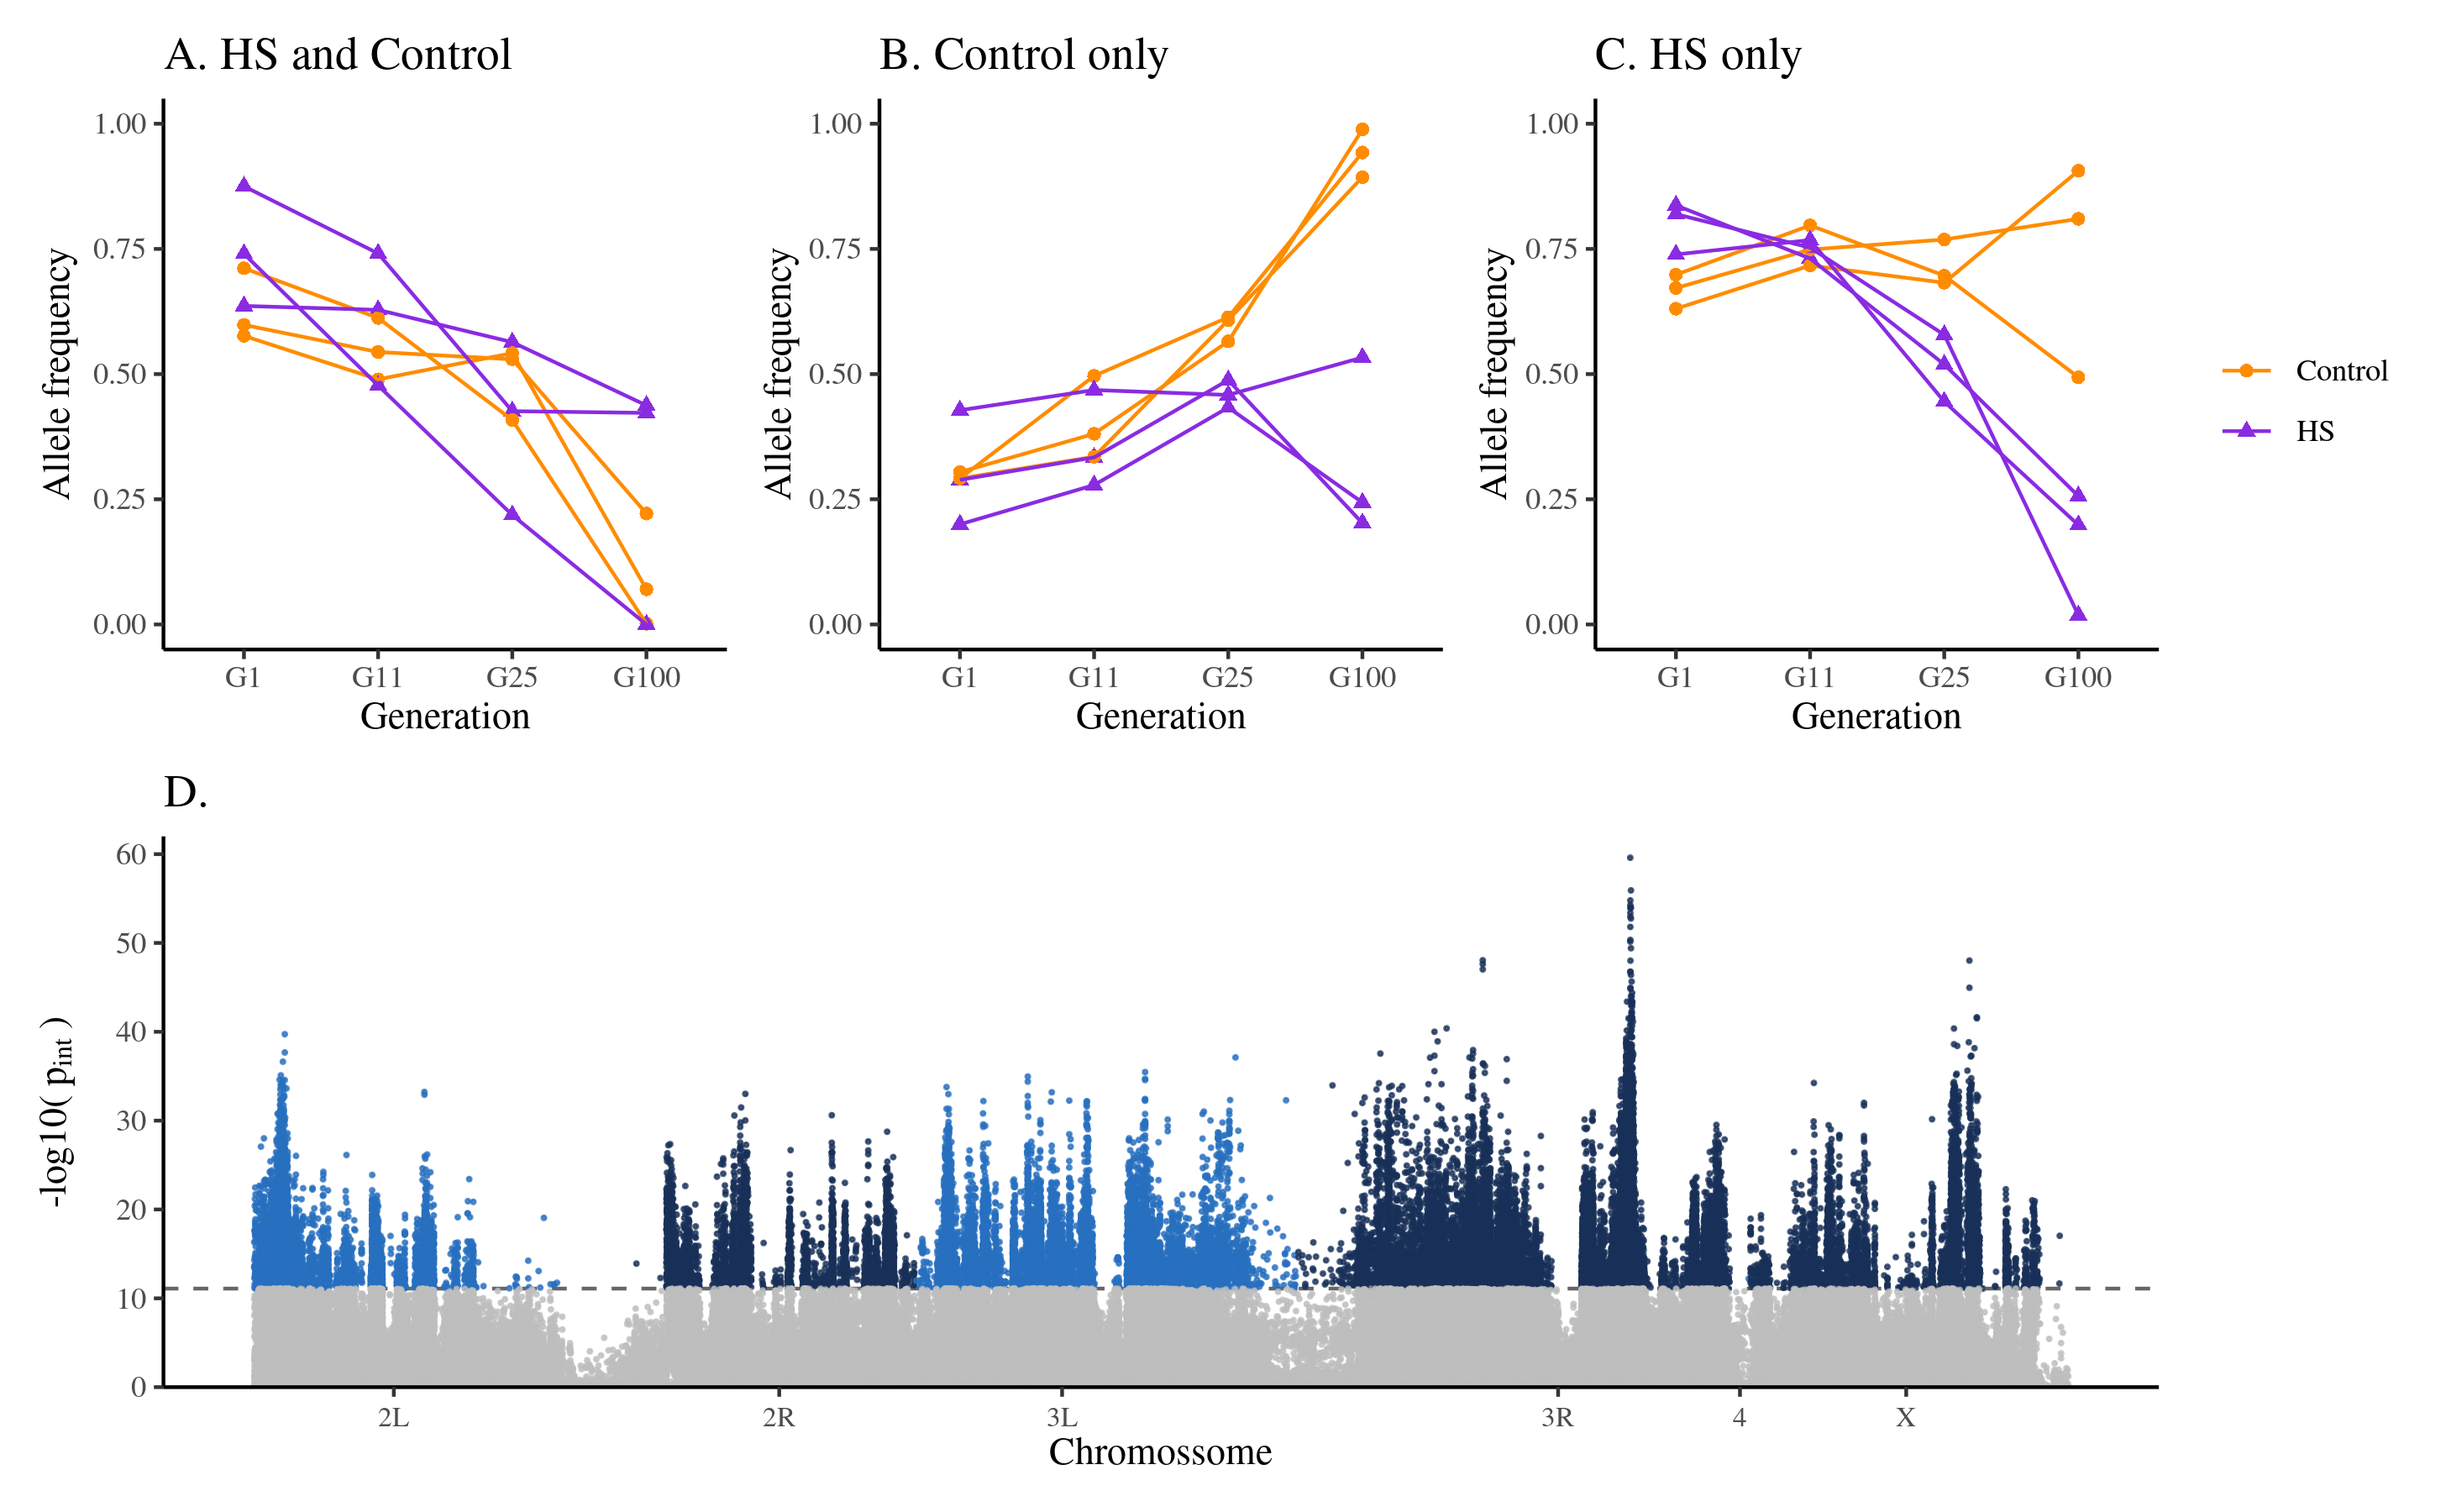 A. HS and Control
B. Control only
C. HS only
Allele frequency
1.00
0.75
0.50
0.25
0.00
G1 G11 G25 G100
Generation
Allele frequency
1.00
0.75
0.50
0.25
0.00
G1 G11 G25 G100
Generation
Allele frequency
1.00
0.75
0.50
0.25
0.00
G1 G11 G25 G100
Generation
Control
HS
D.
-log10( pint )
60
50
40
30
20
10
0
2L 2R 3L 3R 4 X
Chromossome